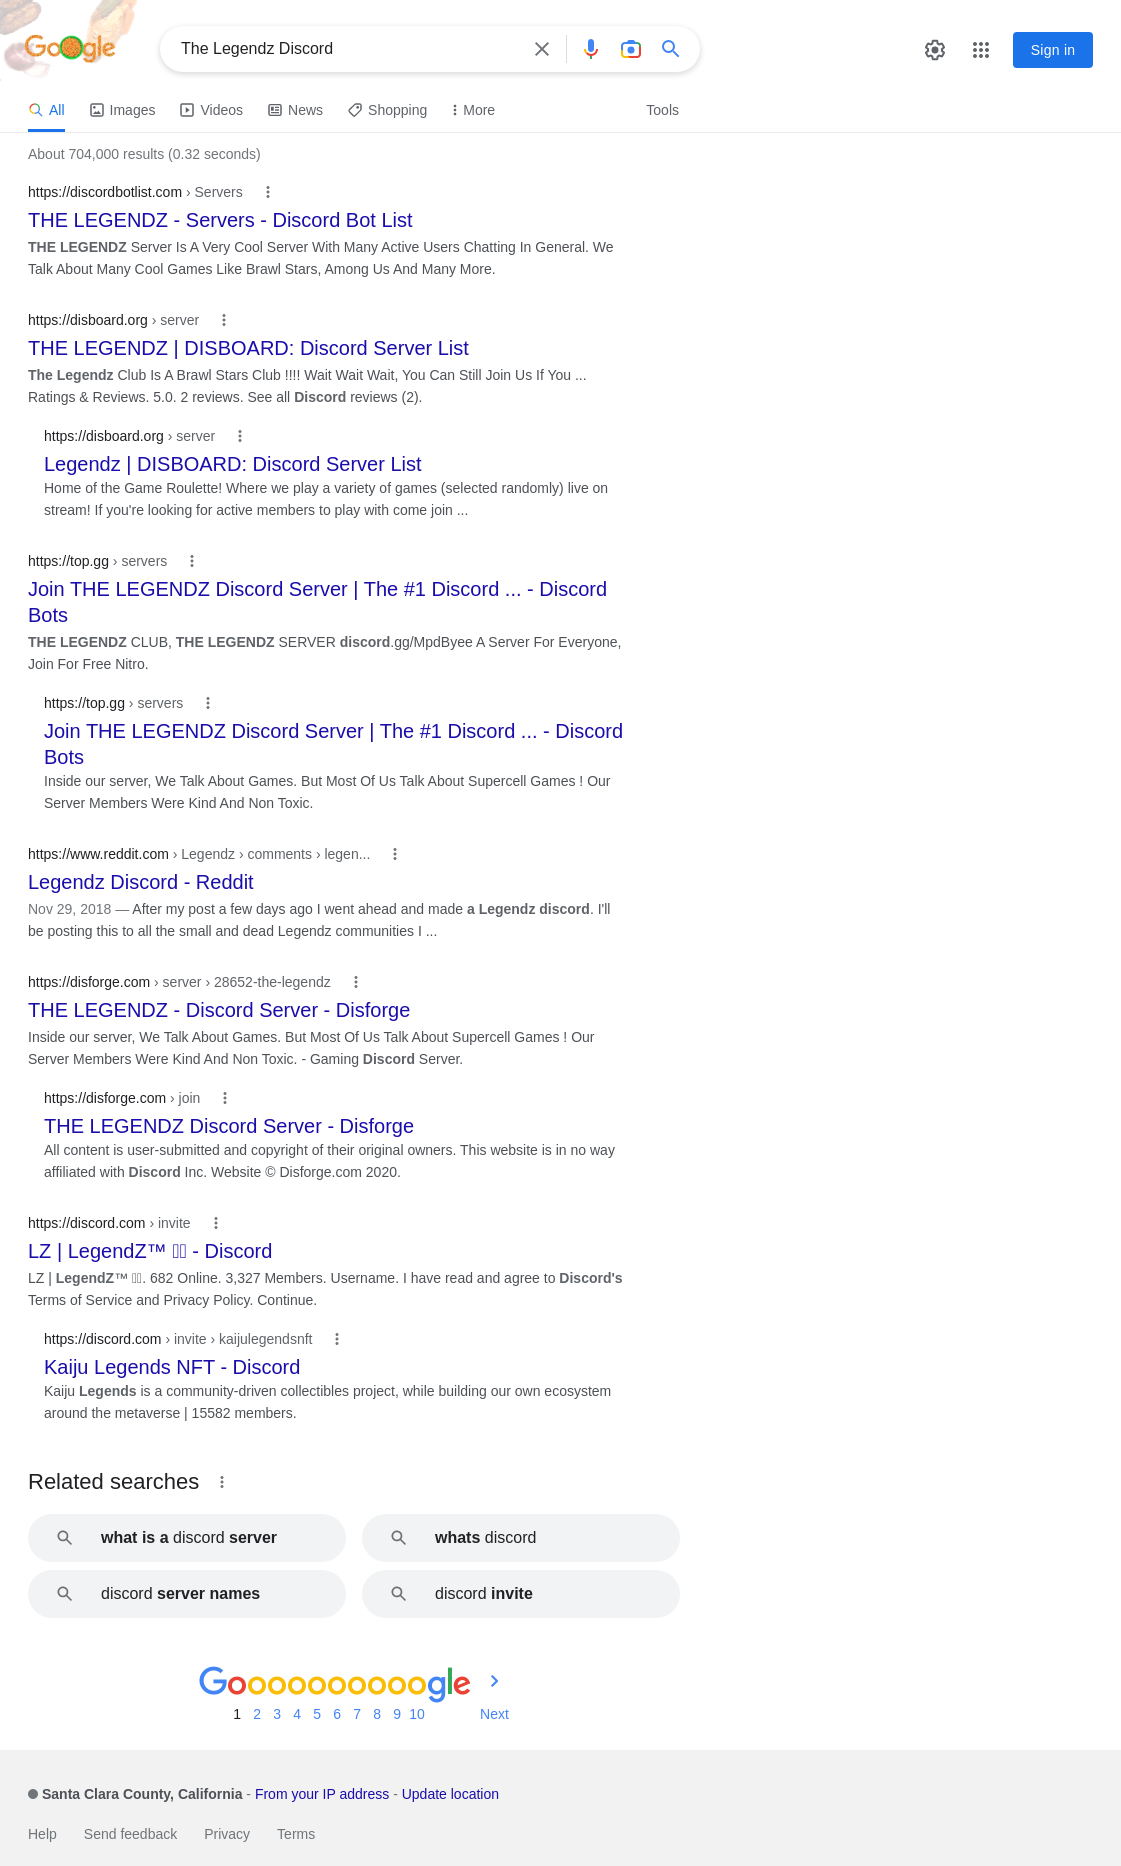 Google
The Legendz Discord
Sign in
All
Images
Videos
News
Shopping
More
Tools
About 704,000 results (0.32 seconds)
https://discordbotlist.com › Servers
THE LEGENDZ - Servers - Discord Bot List
THE LEGENDZ Server Is A Very Cool Server With Many Active Users Chatting In General. We
Talk About Many Cool Games Like Brawl Stars, Among Us And Many More.
https://disboard.org › server
THE LEGENDZ | DISBOARD: Discord Server List
The Legendz Club Is A Brawl Stars Club !!!! Wait Wait Wait, You Can Still Join Us If You ...
Ratings & Reviews. 5.0. 2 reviews. See all Discord reviews (2).
https://disboard.org › server
Legendz | DISBOARD: Discord Server List
Home of the Game Roulette! Where we play a variety of games (selected randomly) live on
stream! If you're looking for active members to play with come join ...
https://top.gg › servers
Join THE LEGENDZ Discord Server | The #1 Discord ... - Discord
Bots
THE LEGENDZ CLUB, THE LEGENDZ SERVER discord.gg/MpdByee A Server For Everyone,
Join For Free Nitro.
https://top.gg › servers
Join THE LEGENDZ Discord Server | The #1 Discord ... - Discord
Bots
Inside our server, We Talk About Games. But Most Of Us Talk About Supercell Games ! Our
Server Members Were Kind And Non Toxic.
https://www.reddit.com › Legendz › comments › legen...
Legendz Discord - Reddit
Nov 29, 2018 — After my post a few days ago I went ahead and made a Legendz discord. I'll
be posting this to all the small and dead Legendz communities I ...
https://disforge.com › server › 28652-the-legendz
THE LEGENDZ - Discord Server - Disforge
Inside our server, We Talk About Games. But Most Of Us Talk About Supercell Games ! Our
Server Members Were Kind And Non Toxic. - Gaming Discord Server.
https://disforge.com › join
THE LEGENDZ Discord Server - Disforge
All content is user-submitted and copyright of their original owners. This website is in no way
affiliated with Discord Inc. Website © Disforge.com 2020.
https://discord.com › invite
LZ | LegendZ™ - Discord
LZ | LegendZ™ . 682 Online. 3,327 Members. Username. I have read and agree to Discord's
Terms of Service and Privacy Policy. Continue.
https://discord.com › invite › kaijulegendsnft
Kaiju Legends NFT - Discord
Kaiju Legends is a community-driven collectibles project, while building our own ecosystem
around the metaverse | 15582 members.
Related searches
what is a discord server
whats discord
discord server names
discord invite
Goooooooooogle
1 2 3 4 5 6 7 8 9 10 Next
Santa Clara County, California - From your IP address - Update location
Help Send feedback Privacy Terms